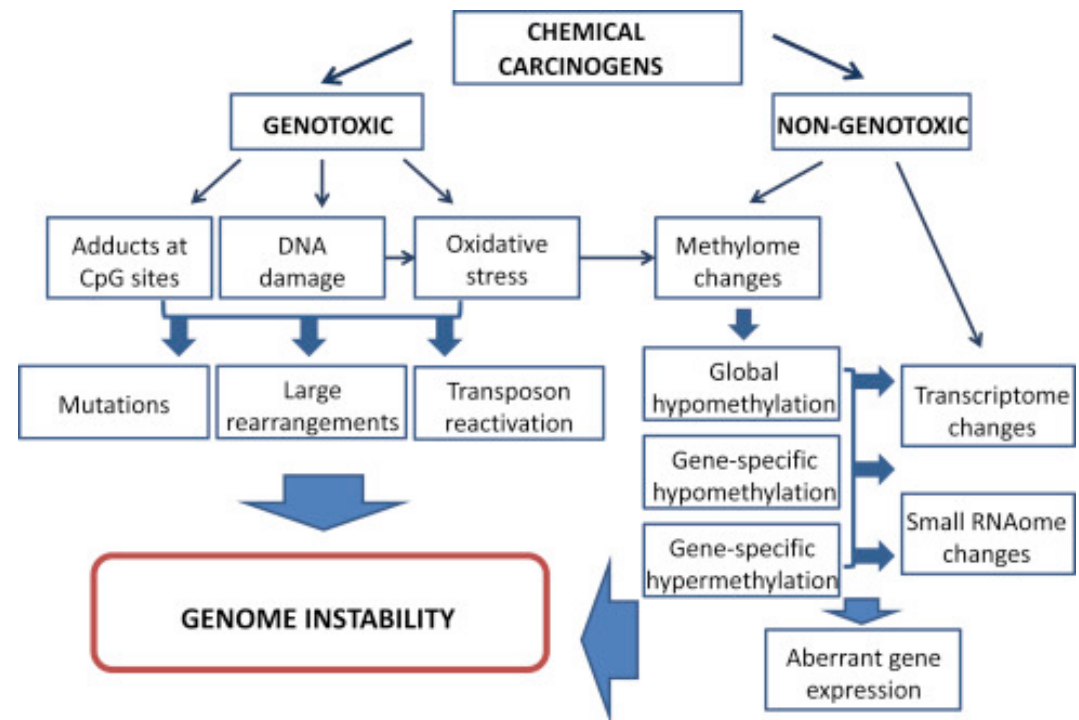 CHEMICAL
CARCINOGENS
GENOTOXIC
NON-GENOTOXIC
Adducts at
CpG sites
DNA
damage
Oxidative
stress
Methylome
changes
Mutations
Large
rearrangements
Transposon
reactivation
Global
hypomethylation
Transcriptome
changes
Gene-specific
hypomethylation
Small RNAome
changes
Gene-specific
hypermethylation
GENOME INSTABILITY
Aberrant gene
expression